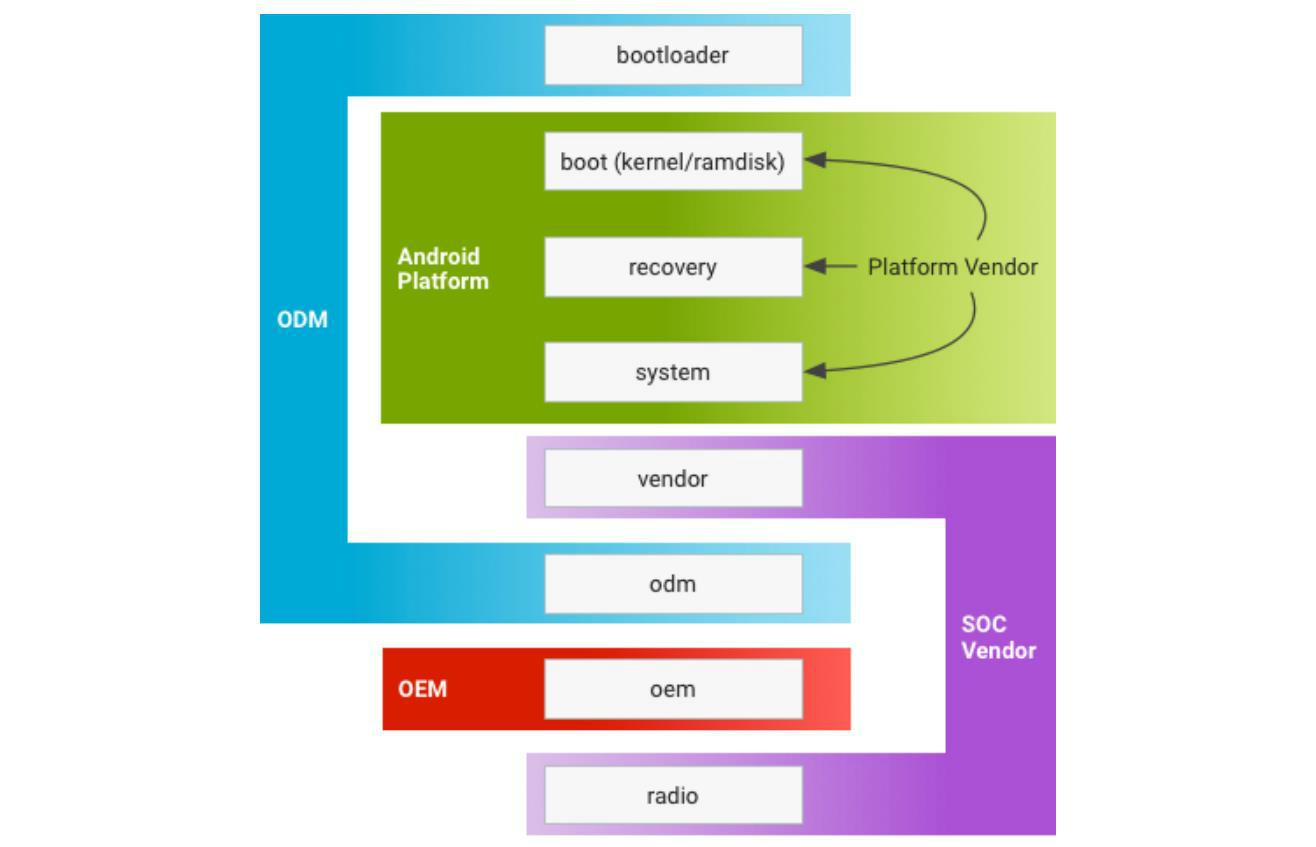 bootloader
boot (kernel/ramdisk)
Android
Platform
recovery
Platform Vendor
ODM
system
vendor
odm
SOC
Vendor
OEM
oem
radio